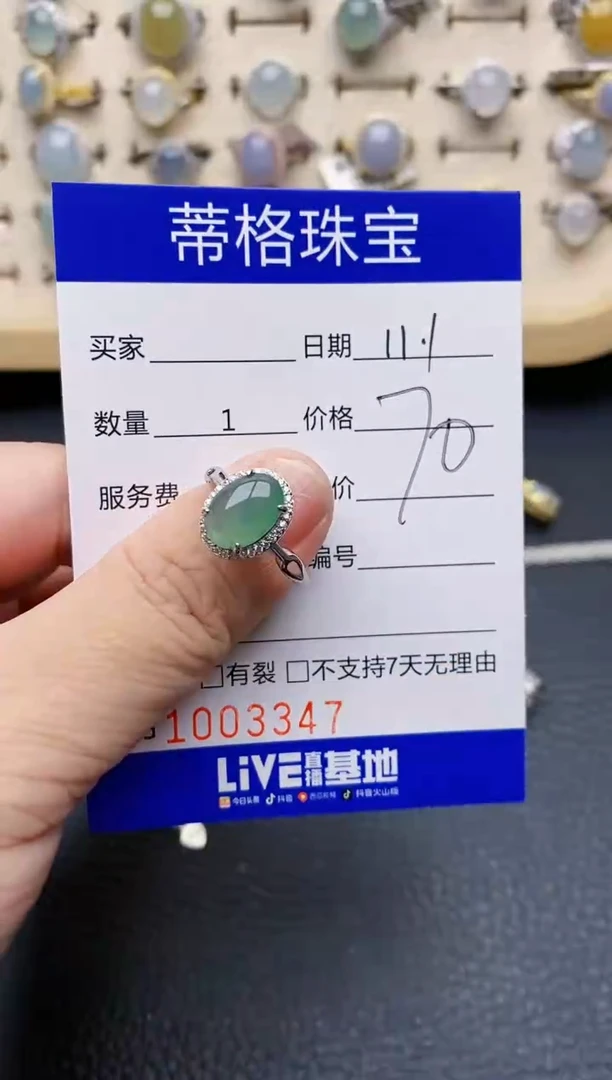 蒂格珠宝
买家 日期 11.1
数量 1 价格 70
服务费 价
编号
□有裂 □不支持7天无理由
1003347
LiVE直播基地
今日头条 抖音 西瓜视频 抖音火山版